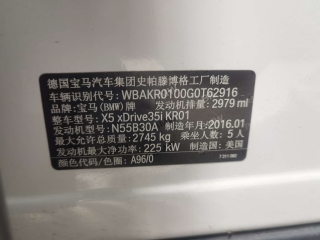 德国宝马汽车集团史帕滕博格工厂制造
车辆识别代号: WBAKR0100G0T62916
品牌: 宝马(BMW)牌 发动机排量: 2979 ml
整车型号: X5 xDrive35i KR01
发动机型号: N55B30A 制造年月: 2016.01
最大允许总质量: 2745 kg 乘坐人数: 5 人
发动机最大净功率: 225 kW 制造国: 美国
颜色代码/色圈: A96/0